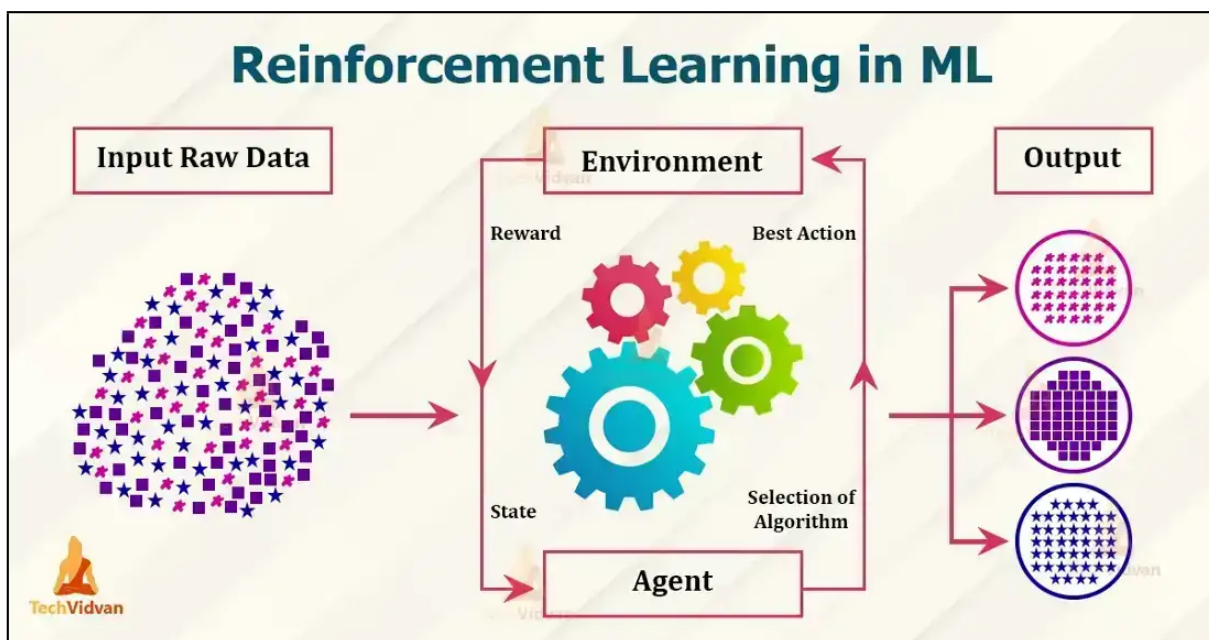 Reinforcement Learning in ML
Input Raw Data
Environment
Output
Reward
Best Action
State
Selection of
Algorithm
Agent
TechVidvan